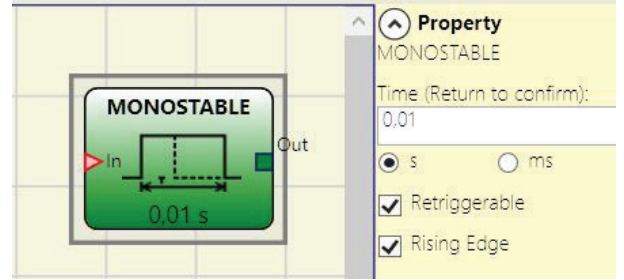 MONOSTABLE
In
Out
T
0,01 s
Property
MONOSTABLE
Time (Return to confirm):
0,01
s ms
Retriggerable
Rising Edge